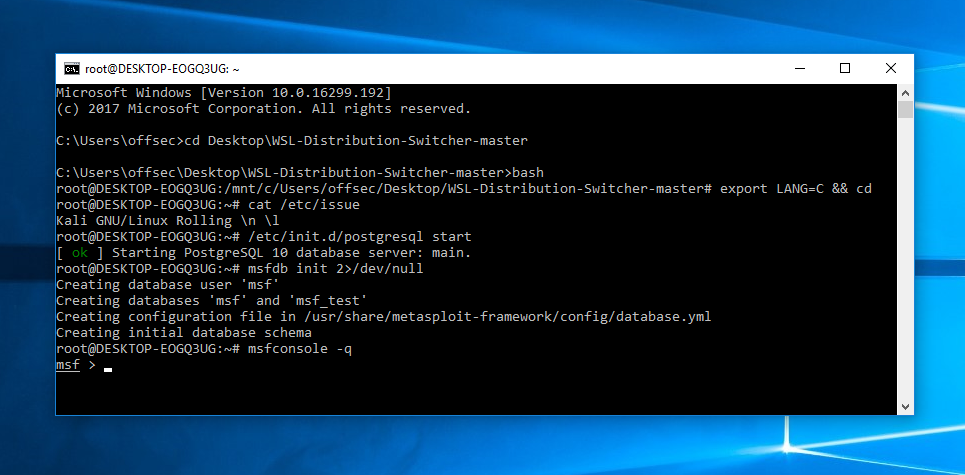 root@DESKTOP-EOGQ3UG: ~
Microsoft Windows [Version 10.0.16299.192]
(c) 2017 Microsoft Corporation. All rights reserved.
C:\Users\offsec>cd Desktop\WSL-Distribution-Switcher-master
C:\Users\offsec\Desktop\WSL-Distribution-Switcher-master>bash
root@DESKTOP-EOGQ3UG:/mnt/c/Users/offsec/Desktop/WSL-Distribution-Switcher-master# export LANG=C && cd
root@DESKTOP-EOGQ3UG:~# cat /etc/issue
Kali GNU/Linux Rolling \n \l
root@DESKTOP-EOGQ3UG:~# /etc/init.d/postgresql start
[ ok ] Starting PostgreSQL 10 database server: main.
root@DESKTOP-EOGQ3UG:~# msfdb init 2>/dev/null
Creating database user 'msf'
Creating databases 'msf' and 'msf_test'
Creating configuration file in /usr/share/metasploit-framework/config/database.yml
Creating initial database schema
root@DESKTOP-EOGQ3UG:~# msfconsole -q
msf >